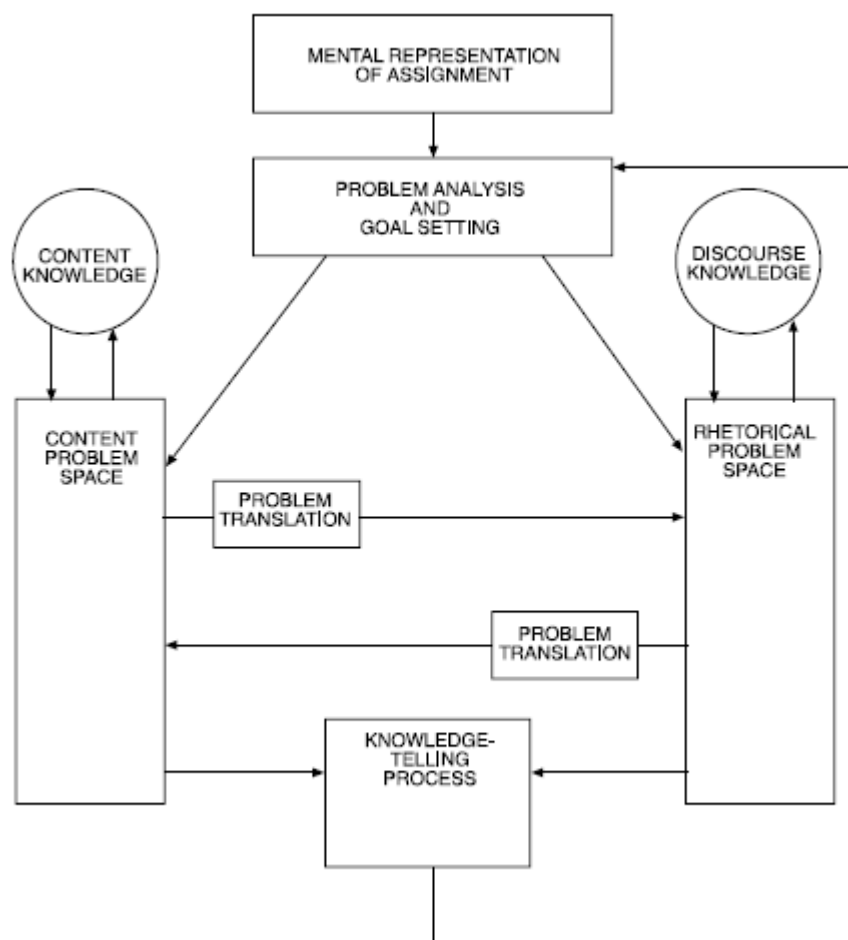 MENTAL REPRESENTATION
OF ASSIGNMENT
PROBLEM ANALYSIS
AND
GOAL SETTING
CONTENT
KNOWLEDGE
DISCOURSE
KNOWLEDGE
CONTENT
PROBLEM
SPACE
RHETORICAL
PROBLEM
SPACE
PROBLEM
TRANSLATION
PROBLEM
TRANSLATION
KNOWLEDGE-
TELLING
PROCESS